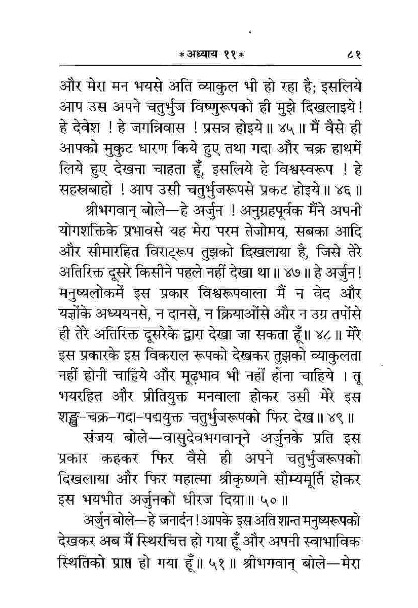 *अध्याय ११* ८१
और मेरा मन भयसे अति व्याकुल भी हो रहा है; इसलिये
आप उस अपने चतुर्भुज विष्णुरूपको ही मुझे दिखलाइये!
हे देवेश ! हे जगन्निवास ! प्रसन्न होइये॥ ४५॥ मैं वैसे ही
आपको मुकुट धारण किये हुए तथा गदा और चक्र हाथमें
लिये हुए देखना चाहता हूँ, इसलिये हे विश्वस्वरूप ! हे
सहस्रबाहो ! आप उसी चतुर्भुजरूपसे प्रकट होइये॥ ४६॥
श्रीभगवान् बोले—हे अर्जुन ! अनुग्रहपूर्वक मैंने अपनी
योगशक्तिके प्रभावसे यह मेरा परम तेजोमय, सबका आदि
और सीमारहित विराट्‌रूप तुझको दिखलाया है, जिसे तेरे
अतिरिक्त दूसरे किसीने पहले नहीं देखा था॥ ४७॥ हे अर्जुन!
मनुष्यलोकमें इस प्रकार विश्वरूपवाला मैं न वेद और
यज्ञोंके अध्ययनसे, न दानसे, न क्रियाओंसे और न उग्र तपोंसे
ही तेरे अतिरिक्त दूसरेके द्वारा देखा जा सकता हूँ॥ ४८॥ मेरे
इस प्रकारके इस विकराल रूपको देखकर तुझको व्याकुलता
नहीं होनी चाहिये और मूढ़भाव भी नहीं होना चाहिये । तू
भयरहित और प्रीतियुक्त मनवाला होकर उसी मेरे इस
शङ्ख-चक्र-गदा-पद्मयुक्त चतुर्भुजरूपको फिर देख॥ ४९॥
संजय बोले—वासुदेवभगवान्‌ने अर्जुनके प्रति इस
प्रकार कहकर फिर वैसे ही अपने चतुर्भुजरूपको
दिखलाया और फिर महात्मा श्रीकृष्णने सौम्यमूर्ति होकर
इस भयभीत अर्जुनको धीरज दिया॥ ५०॥
अर्जुन बोले—हे जनार्दन! आपके इस अति शान्त मनुष्यरूपको
देखकर अब मैं स्थिरचित्त हो गया हूँ और अपनी स्वाभाविक
स्थितिको प्राप्त हो गया हूँ॥ ५१॥ श्रीभगवान् बोले—मेरा